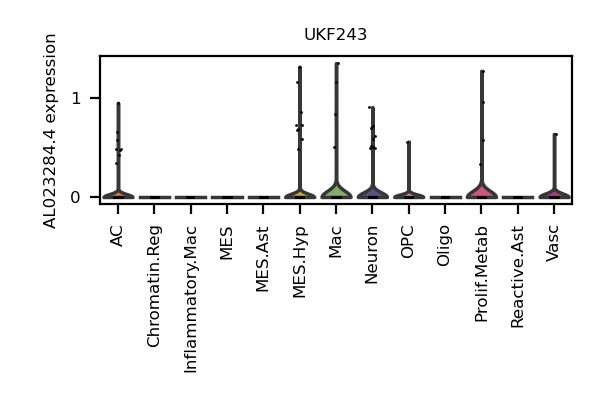 UKF243
AL023284.4 expression
1
0
AC
Chromatin.Reg
Inflammatory.Mac
MES
MES.Ast
MES.Hyp
Mac
Neuron
OPC
Oligo
Prolif.Metab
Reactive.Ast
Vasc